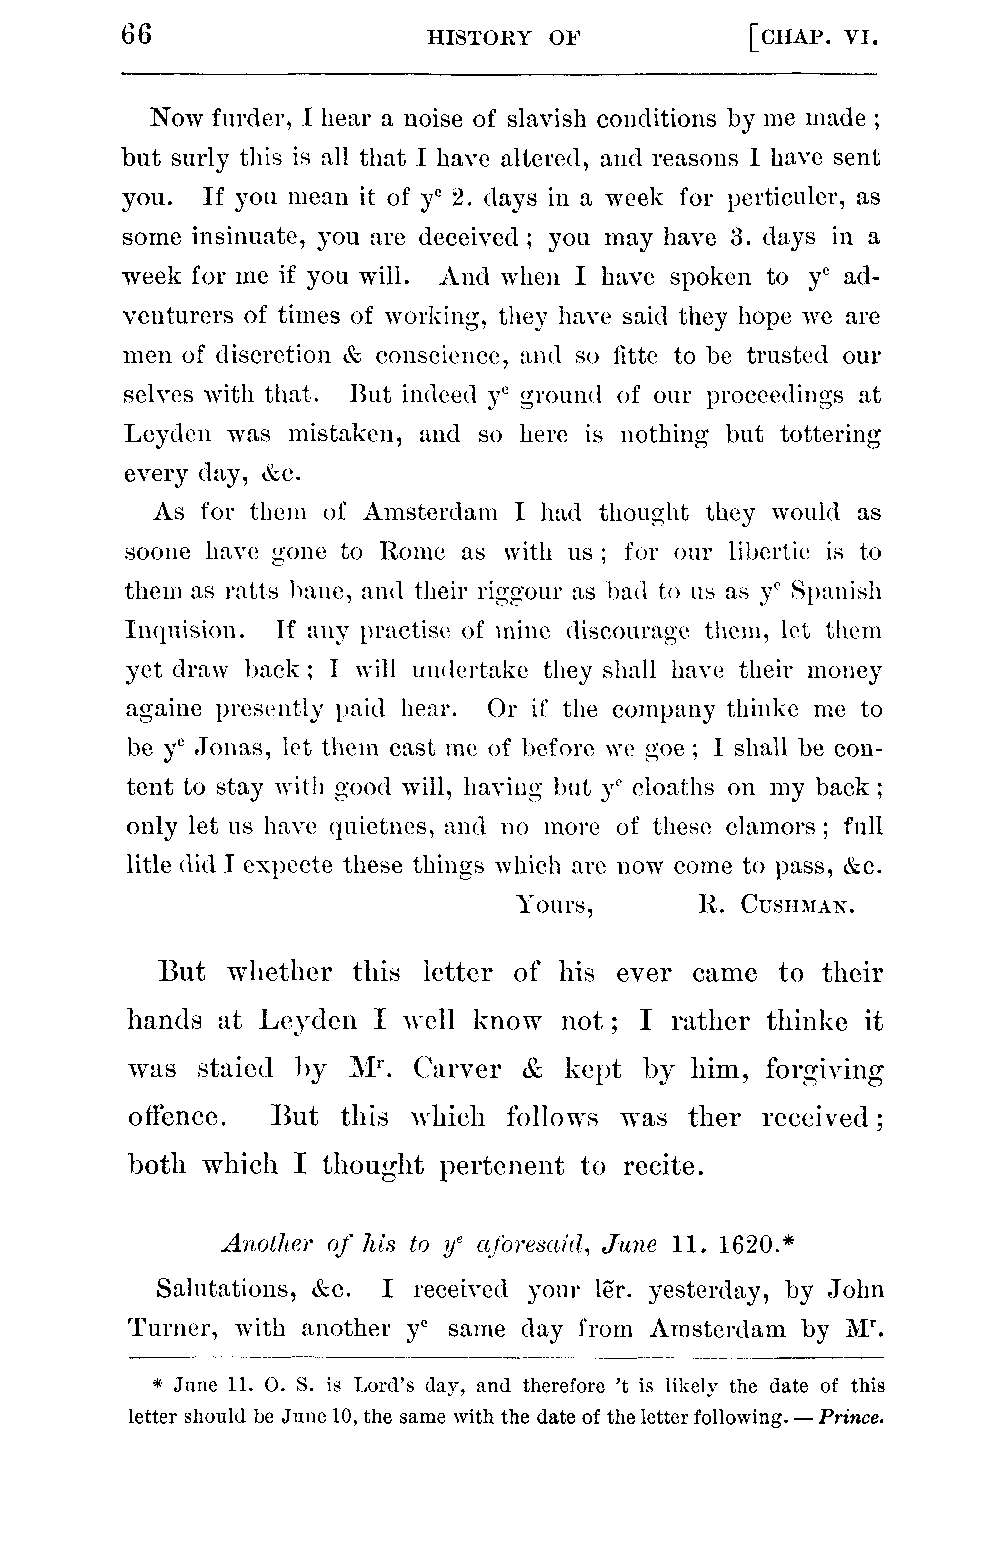 66 HISTORY OF [CHAP. VI.
Now furder, I hear a noise of slavish conditions by me made ;
but surly this is all that I have altered, and reasons I have sent
you. If you mean it of yᵉ 2. days in a week for perticuler, as
some insinuate, you are deceived ; you may have 3. days in a
week for me if you will. And when I have spoken to yᵉ ad-
venturers of times of working, they have said they hope we are
men of discretion & conscience, and so fitte to be trusted our
selves with that. But indeed yᵉ ground of our proceedings at
Leyden was mistaken, and so here is nothing but tottering
every day, &c.
As for them of Amsterdam I had thought they would as
soone have gone to Rome as with us ; for our libertie is to
them as ratts bane, and their riggour as bad to us as yᵉ Spanish
Inquision. If any practise of mine discourage them, let them
yet draw back ; I will undertake they shall have their money
againe presently paid hear. Or if the company thinke me to
be yᵉ Jonas, let them cast me of before we goe ; I shall be con-
tent to stay with good will, having but yᵉ cloaths on my back ;
only let us have quietnes, and no more of these clamors ; full
litle did I expecte these things which are now come to pass, &c.
Yours, R. CUSHMAN.
But whether this letter of his ever came to their
hands at Leyden I well know not ; I rather thinke it
was staied by Mʳ. Carver & kept by him, forgiving
offence. But this which follows was ther received ;
both which I thought pertenent to recite.
Another of his to yᵉ aforesaid, June 11. 1620.*
Salutations, &c. I received your lẽr. yesterday, by John
Turner, with another yᵉ same day from Amsterdam by Mʳ.
* June 11. O. S. is Lord's day, and therefore 't is likely the date of this
letter should be June 10, the same with the date of the letter following. — Prince.